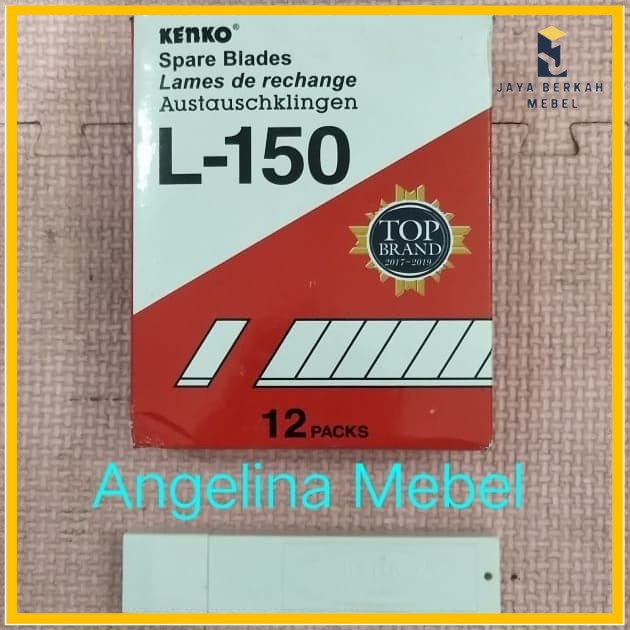 KENKO®
Spare Blades
Lames de rechange
Austauschklingen
L-150
JAYA BERKAH
MEBEL
TOP
BRAND
2017-2019
12 PACKS
Angelina Mebel